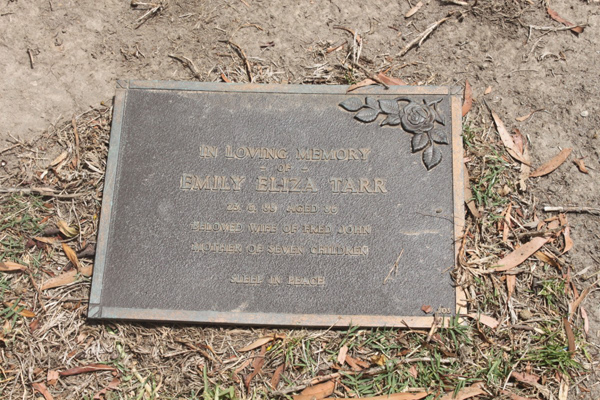 IN LOVING MEMORY
OF
EMILY ELIZA TARR
AGED
BELOVED WIFE OF FRED JOHN
MOTHER OF SEVEN CHILDREN
SLEEP IN PEACE